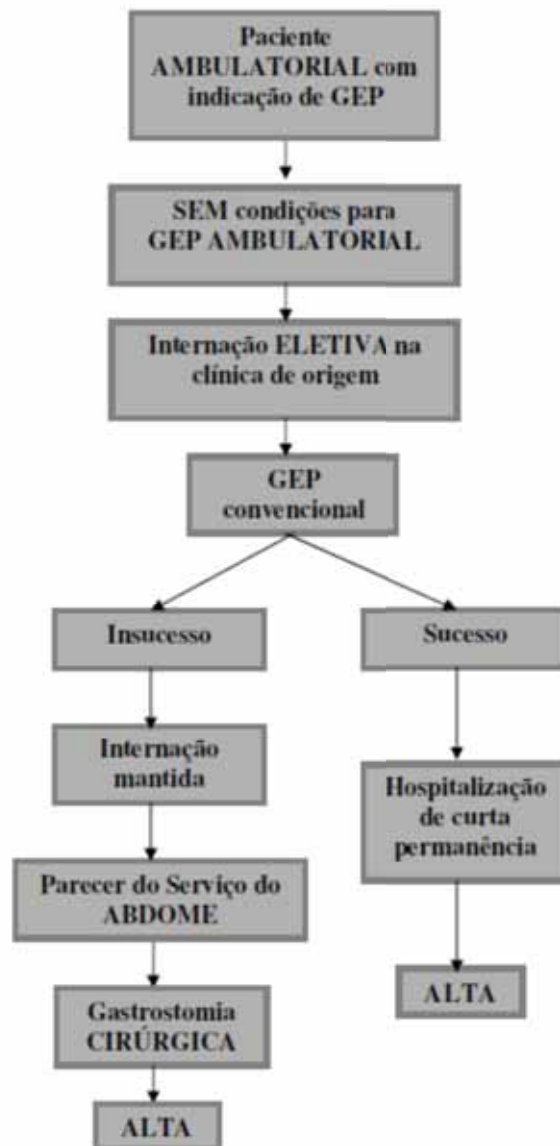 Paciente
AMBULATORIAL com
indicação de GEP
SEM condições para
GEP AMBULATORIAL
Internação ELETIVA na
clínica de origem
GEP
convencional
Insucesso
Sucesso
Internação
mantida
Hospitalização
de curta
permanência
Parecer do Serviço do
ABDOME
ALTA
Gastrostomia
CIRÚRGICA
ALTA